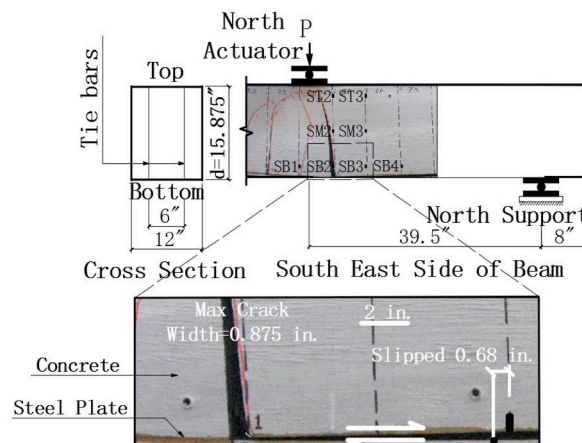 North P
Actuator
Top
Tie bars
d=15.875″
Bottom
6″
12″
Cross Section
ST2 ST3
SM2 SM3
SB1 SB2 SB3 SB4
North Support
39.5″
8″
South East Side of Beam
Max Crack
Width=0.875 in.
2 in.
Slipped 0.68 in.
Concrete
Steel Plate
1